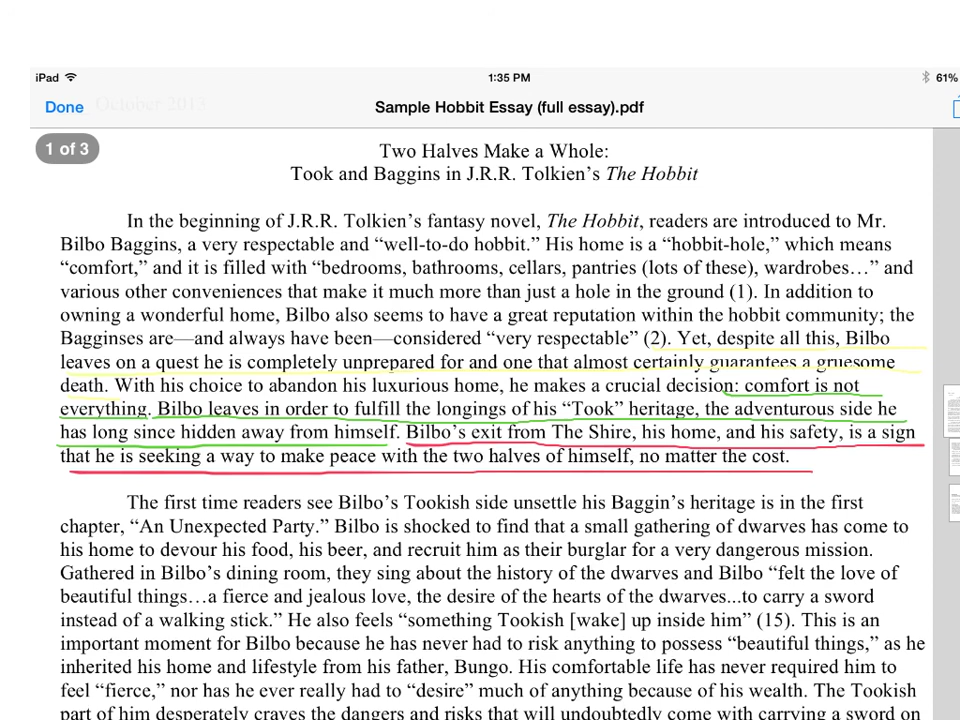 iPad
1:35 PM
61%
Done
October 2013
Sample Hobbit Essay (full essay).pdf
1 of 3
Two Halves Make a Whole:
Took and Baggins in J.R.R. Tolkien’s The Hobbit
In the beginning of J.R.R. Tolkien’s fantasy novel, The Hobbit, readers are introduced to Mr.
Bilbo Baggins, a very respectable and “well-to-do hobbit.” His home is a “hobbit-hole,” which means
“comfort,” and it is filled with “bedrooms, bathrooms, cellars, pantries (lots of these), wardrobes…” and
various other conveniences that make it much more than just a hole in the ground (1). In addition to
owning a wonderful home, Bilbo also seems to have a great reputation within the hobbit community; the
Bagginses are—and always have been—considered “very respectable” (2). Yet, despite all this, Bilbo
leaves on a quest he is completely unprepared for and one that almost certainly guarantees a gruesome
death. With his choice to abandon his luxurious home, he makes a crucial decision: comfort is not
everything. Bilbo leaves in order to fulfill the longings of his “Took” heritage, the adventurous side he
has long since hidden away from himself. Bilbo’s exit from The Shire, his home, and his safety, is a sign
that he is seeking a way to make peace with the two halves of himself, no matter the cost.
The first time readers see Bilbo’s Tookish side unsettle his Baggin’s heritage is in the first
chapter, “An Unexpected Party.” Bilbo is shocked to find that a small gathering of dwarves has come to
his home to devour his food, his beer, and recruit him as their burglar for a very dangerous mission.
Gathered in Bilbo’s dining room, they sing about the history of the dwarves and Bilbo “felt the love of
beautiful things…a fierce and jealous love, the desire of the hearts of the dwarves...to carry a sword
instead of a walking stick.” He also feels “something Tookish [wake] up inside him” (15). This is an
important moment for Bilbo because he has never had to risk anything to possess “beautiful things,” as he
inherited his home and lifestyle from his father, Bungo. His comfortable life has never required him to
feel “fierce,” nor has he ever really had to “desire” much of anything because of his wealth. The Tookish
part of him desperately craves the dangers and risks that will undoubtedly come with carrying a sword on